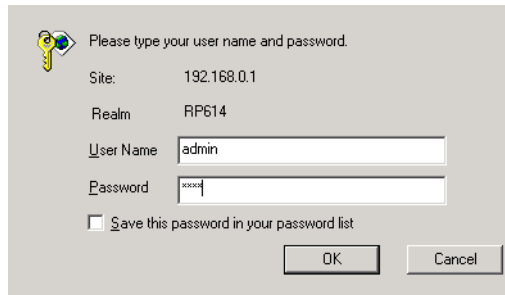 Please type your user name and password.
Site: 192.168.0.1
Realm RP614
User Name admin
Password xxxx
Save this password in your password list
OK Cancel